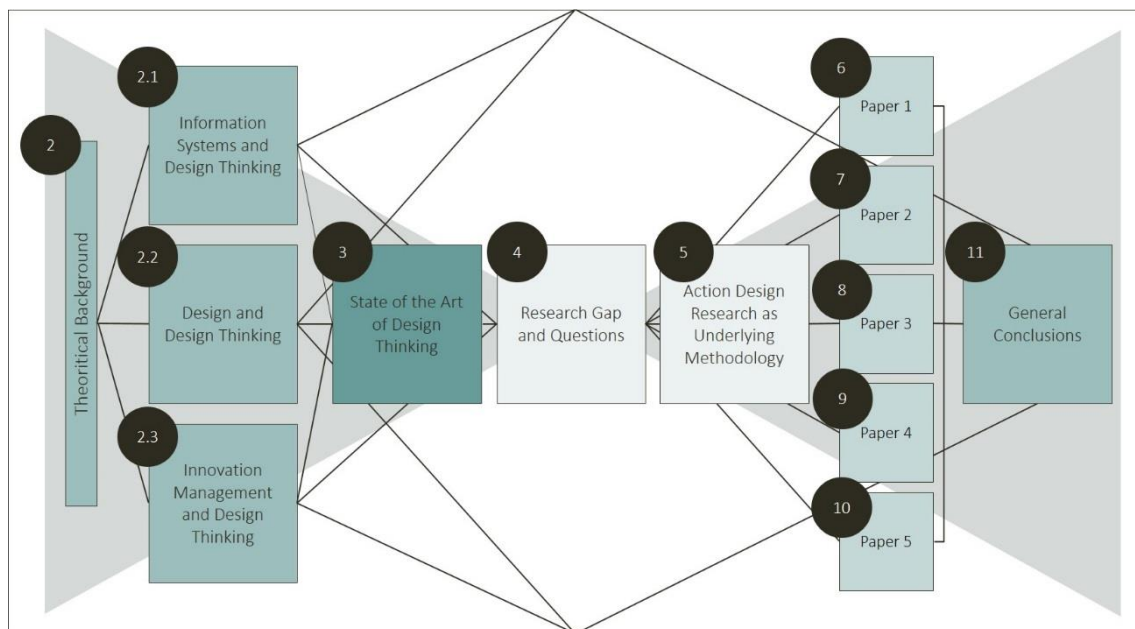 2
Theoritical Background
2.1
Information
Systems and
Design Thinking
2.2
Design and
Design Thinking
2.3
Innovation
Management
and Design
Thinking
3
State of the Art
of Design
Thinking
4
Research Gap
and Questions
5
Action Design
Research as
Underlying
Methodology
6
Paper 1
7
Paper 2
8
Paper 3
9
Paper 4
10
Paper 5
11
General
Conclusions